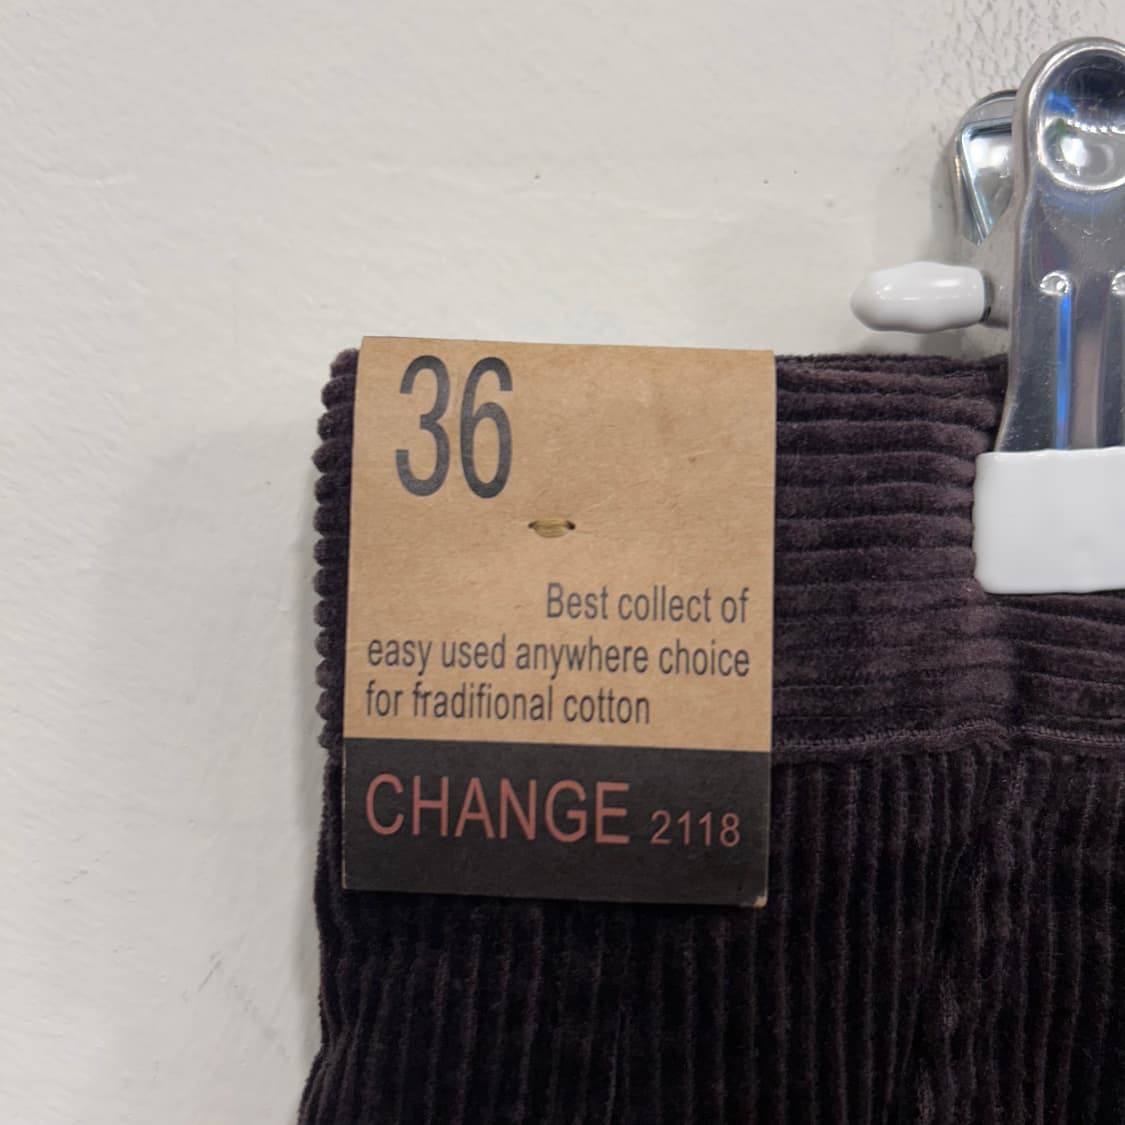 36
Best collect of
easy used anywhere choice
for fradifional cotton
CHANGE 2118